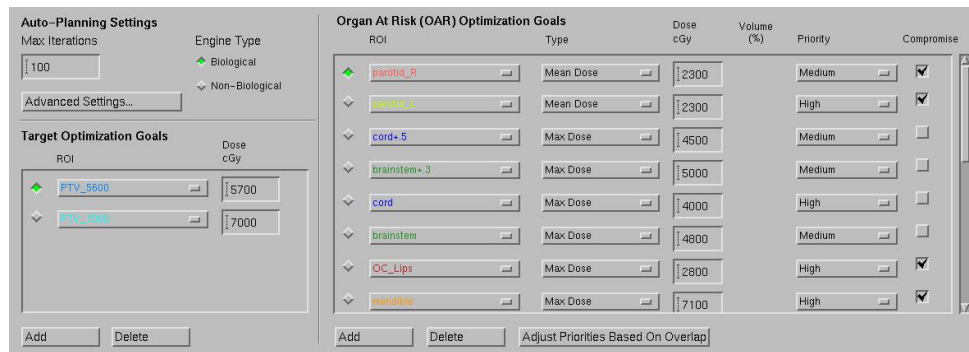 Auto-Planning Settings
Max Iterations
Engine Type
100
Biological
Non-Biological
Advanced Settings...
Target Optimization Goals
ROI
Dose
cGy
PTV_5600
5700
PTV_7000
7000
Add
Delete
Organ At Risk (OAR) Optimization Goals
ROI
Type
Dose
cGy
Volume
(%)
Priority
Compromise
parotid_R Mean Dose 2300 Medium
parotid_L Mean Dose 2300 High
cord+.5 Max Dose 4500 Medium
brainstem+.3 Max Dose 5000 Medium
cord Max Dose 4000 High
brainstem Max Dose 4800 Medium
OC_Lips Max Dose 2800 High
mandible Max Dose 7100 High
Add
Delete
Adjust Priorities Based On Overlap